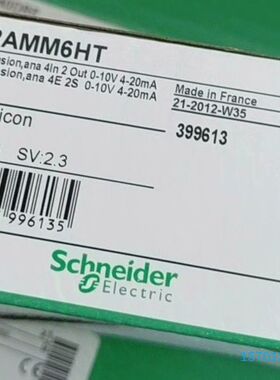 AMM6HT
sion,ana 4In 2 Out 0-10V 4-20mA
sion,ana 4E 2S 0-10V 4-20mA
Made in France
21-2012-W35
icon
399613
SV:2.3
996135
Schneider
Electric